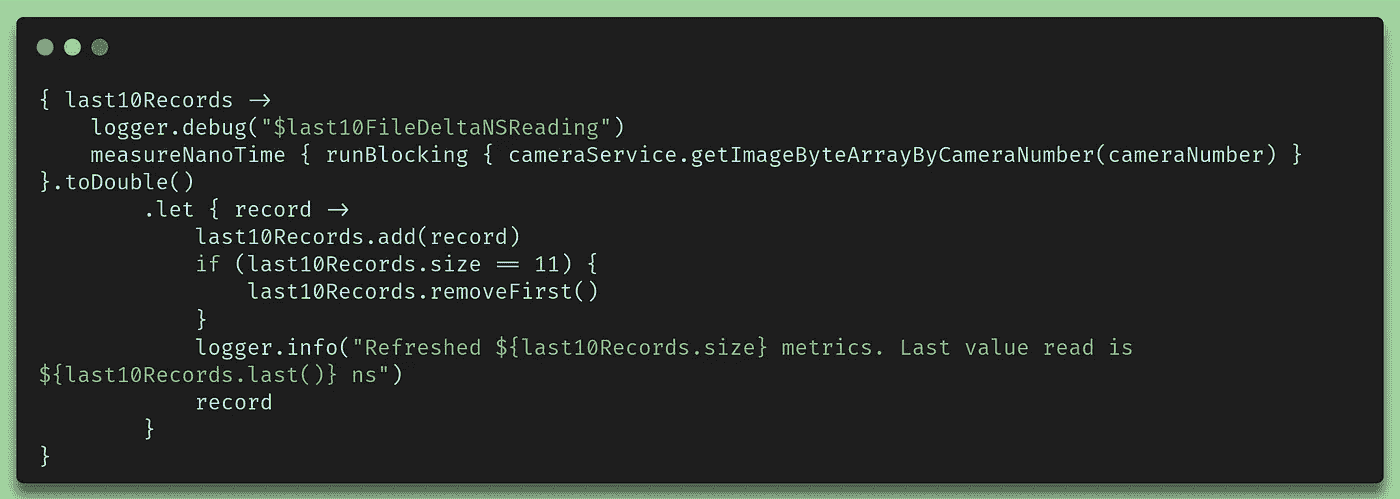 { last10Records ->
    logger.debug("$last10FileDeltaNSReading")
    measureNanoTime { runBlocking { cameraService.getImageByteArrayByCameraNumber(cameraNumber) }
}.toDouble()
        .let { record ->
            last10Records.add(record)
            if (last10Records.size == 11) {
                last10Records.removeFirst()
            }
            logger.info("Refreshed ${last10Records.size} metrics. Last value read is
${last10Records.last()} ns")
            record
        }
}